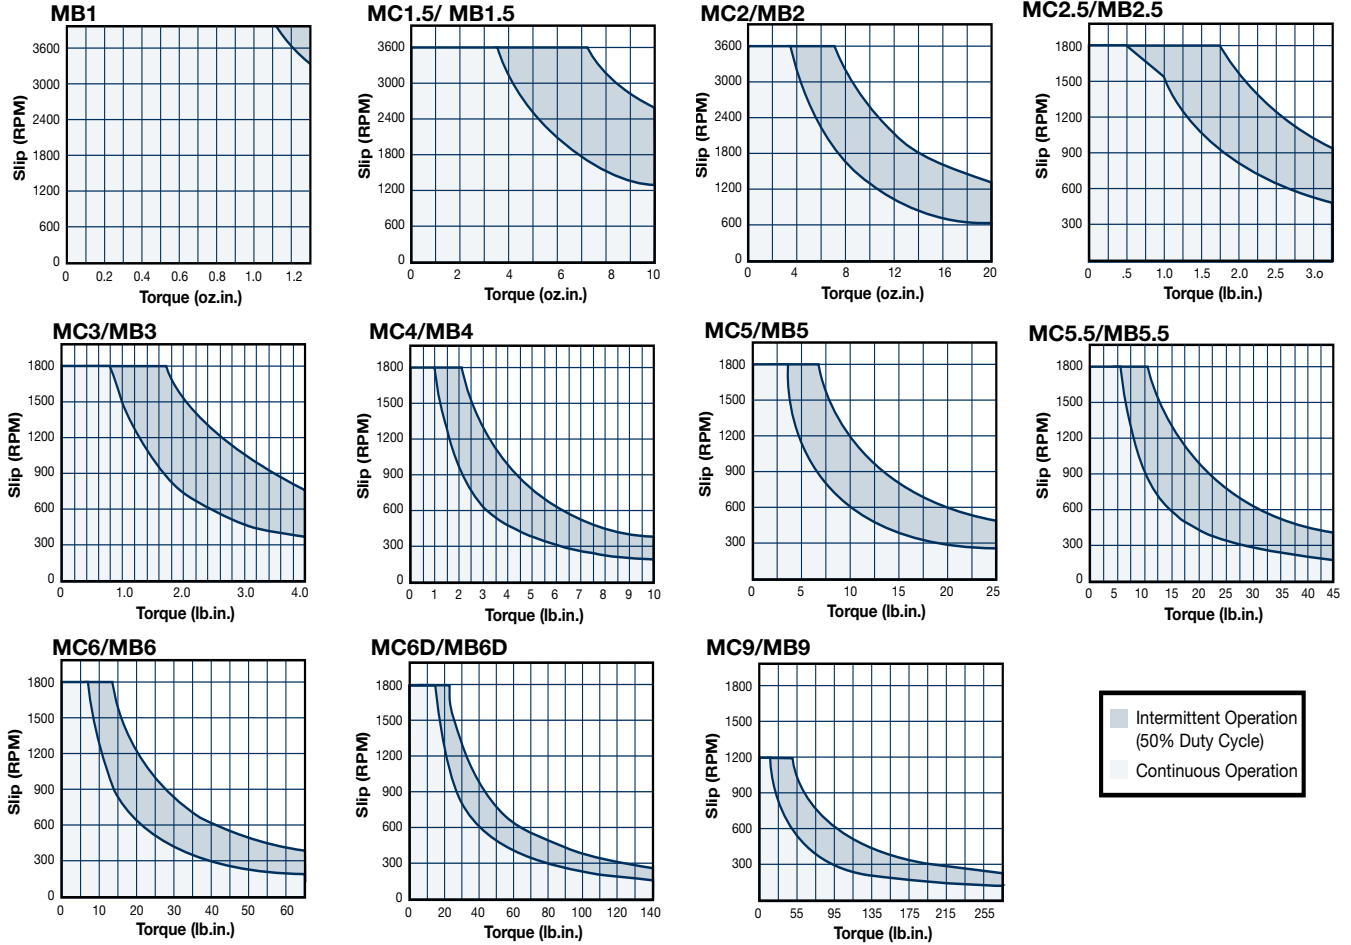 MB1
Slip (RPM)
3600
3000
2400
1800
1200
600
0
0 0.2 0.4 0.6 0.8 1.0 1.2
Torque (oz.in.)
MC1.5/ MB1.5
Slip (RPM)
3600
3000
2400
1800
1200
600
0
0 2 4 6 8 10
Torque (oz.in.)
MC2/MB2
Slip (RPM)
3600
3000
2400
1800
1200
600
0
0 4 8 12 16 20
Torque (oz.in.)
MC2.5/MB2.5
Slip (RPM)
1800
1500
1200
900
600
300
0 .5 1.0 1.5 2.0 2.5 3.o
Torque (lb.in.)
MC3/MB3
Slip (RPM)
1800
1500
1200
900
600
300
0
0 1.0 2.0 3.0 4.0
Torque (lb.in.)
MC4/MB4
Slip (RPM)
1800
1500
1200
900
600
300
0
0 1 2 3 4 5 6 7 8 9 10
Torque (lb.in.)
MC5/MB5
Slip (RPM)
1800
1500
1200
900
600
300
0 5 10 15 20 25
Torque (lb.in.)
MC5.5/MB5.5
Slip (RPM)
1800
1500
1200
900
600
300
0
0 5 10 15 20 25 30 35 40 45
Torque (lb.in.)
MC6/MB6
Slip (RPM)
1800
1500
1200
900
600
300
0
0 10 20 30 40 50 60
Torque (lb.in.)
MC6D/MB6D
Slip (RPM)
1800
1500
1200
900
600
300
0
0 20 40 60 80 100 120 140
Torque (lb.in.)
MC9/MB9
Slip (RPM)
1800
1500
1200
900
600
300
0 55 95 135 175 215 255
Torque (lb.in.)
Intermittent Operation
(50% Duty Cycle)
Continuous Operation